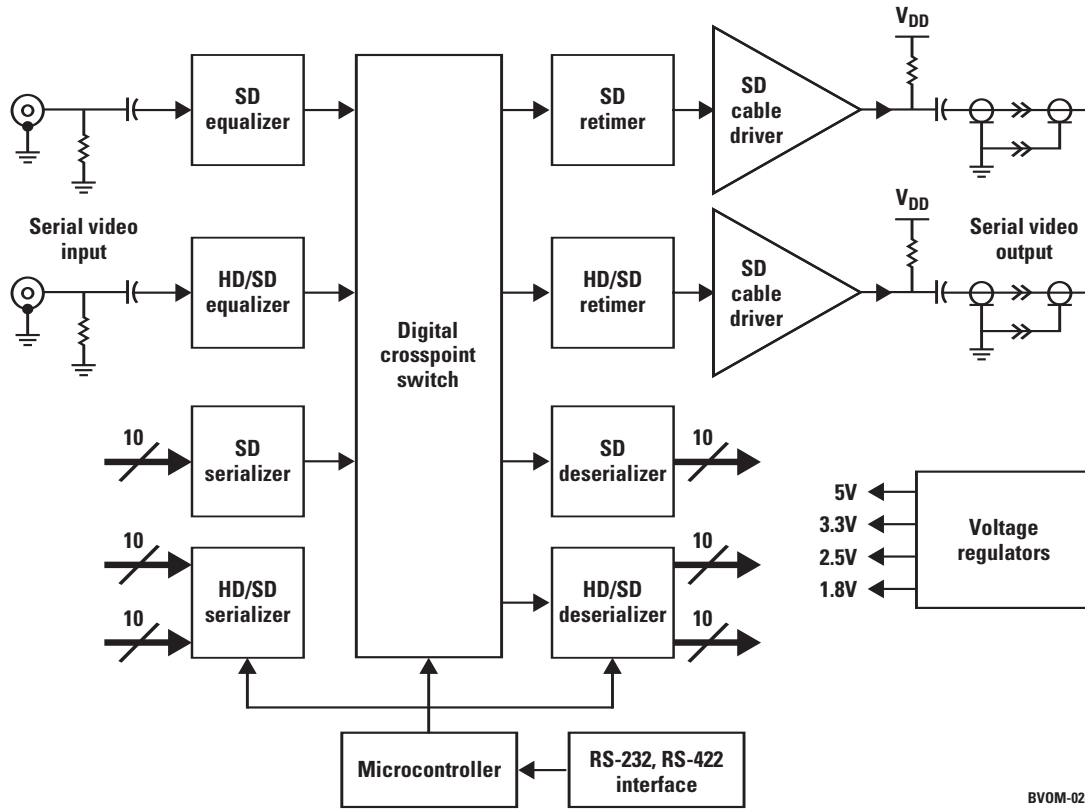 V_DD
SD
equalizer
SD
retimer
SD
cable
driver
Serial video
input
V_DD
Serial video
output
HD/SD
equalizer
HD/SD
retimer
SD
cable
driver
Digital
crosspoint
switch
10
SD
serializer
SD
deserializer
10
5V
3.3V
2.5V
1.8V
Voltage
regulators
10
10
HD/SD
serializer
HD/SD
deserializer
10
10
Microcontroller
RS-232, RS-422
interface
BVOM-02